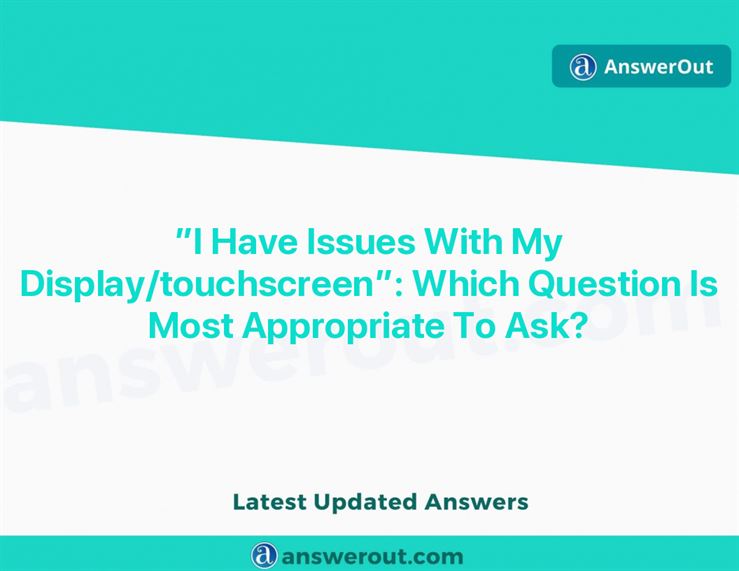 AnswerOut
"I Have Issues With My
Display/touchscreen": Which Question Is
Most Appropriate To Ask?
answerout.com
Latest Updated Answers
answerout.com